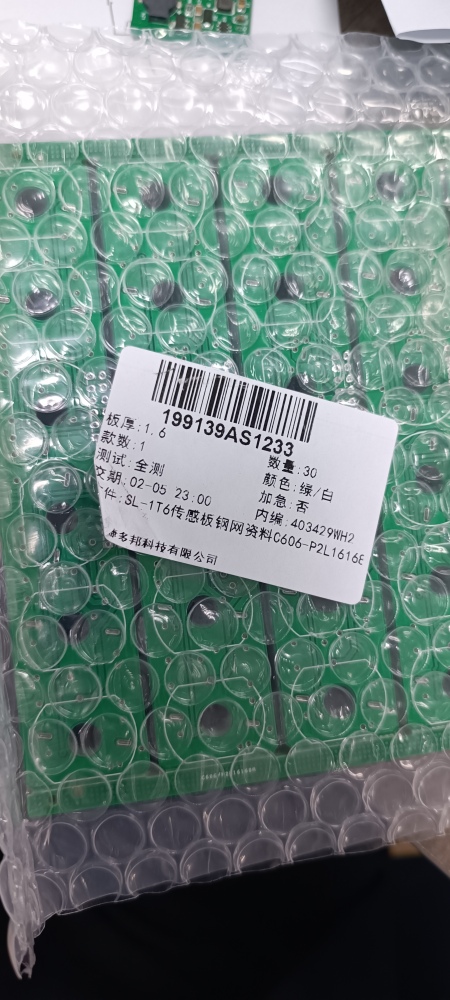 199139AS1233
板厚:1.6
数量:30
款数:1
颜色:绿/白
测试:全测
加急:否
交期:02-05 23:00
内编:403429WH2
件:SL-1T6传感板钢网资料C606-P2L1616E
多邦科技有限公司